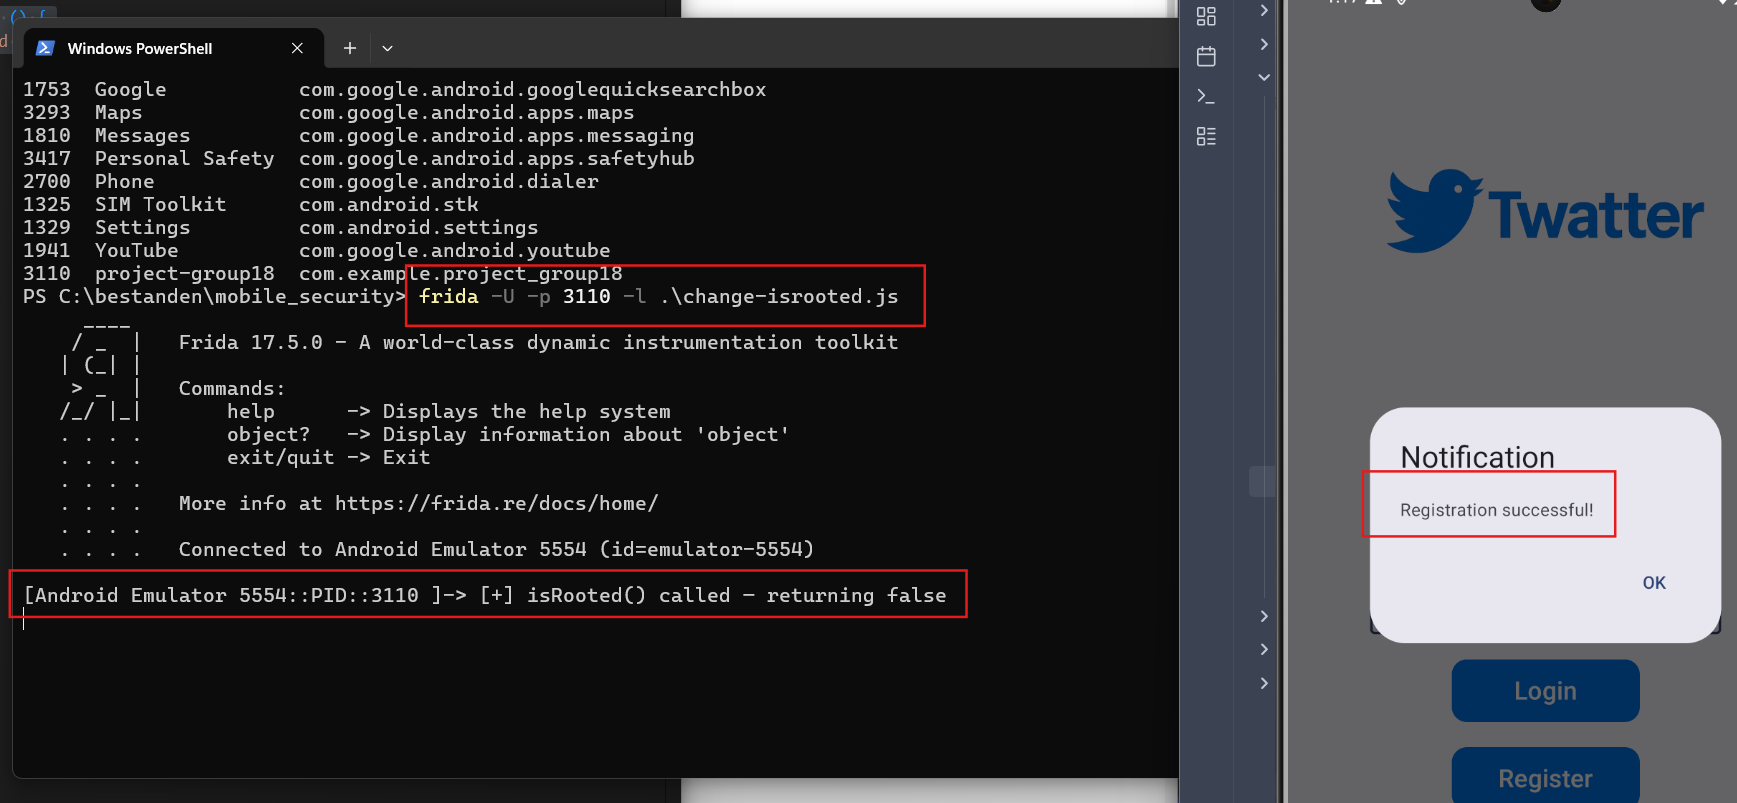 Windows PowerShell
1753 Google com.google.android.googlequicksearchbox
3293 Maps com.google.android.apps.maps
1810 Messages com.google.android.apps.messaging
3417 Personal Safety com.google.android.apps.safetyhub
2700 Phone com.google.android.dialer
1325 SIM Toolkit com.android.stk
1329 Settings com.android.settings
1941 YouTube com.google.android.youtube
3110 project-group18 com.example.project_group18
PS C:\bestanden\mobile_security> frida -U -p 3110 -l .\change-isrooted.js
____
/ _  |   Frida 17.5.0 - A world-class dynamic instrumentation toolkit
| (_| |
> _  |   Commands:
/_/ |_|       help      -> Displays the help system
. . . .       object?   -> Display information about 'object'
. . . .       exit/quit -> Exit
. . . .
. . . .   More info at https://frida.re/docs/home/
. . . .
. . . .   Connected to Android Emulator 5554 (id=emulator-5554)
[Android Emulator 5554::PID::3110 ]-> [+] isRooted() called - returning false
Twatter
Notification
Registration successful!
OK
Login
Register